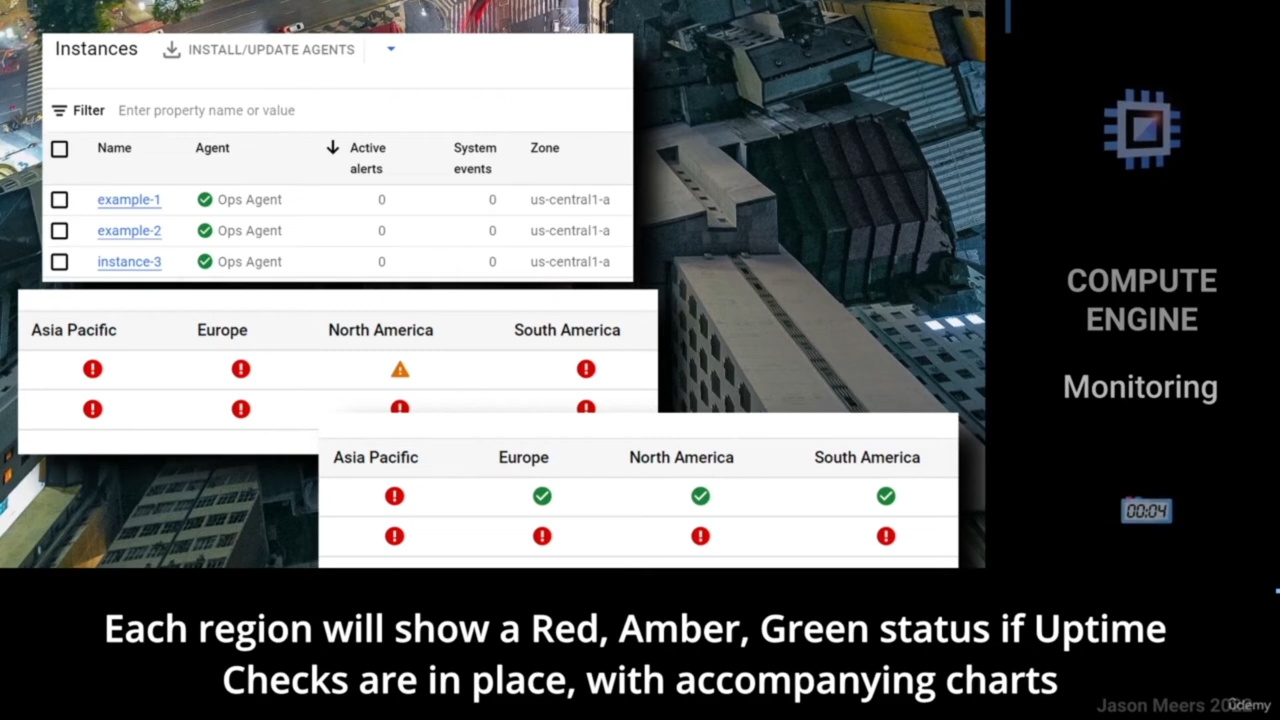 Instances INSTALL/UPDATE AGENTS
Filter Enter property name or value
Name Agent Active alerts System events Zone
example-1 Ops Agent 0 0 us-central1-a
example-2 Ops Agent 0 0 us-central1-a
instance-3 Ops Agent 0 0 us-central1-a
Asia Pacific Europe North America South America
Asia Pacific Europe North America South America
COMPUTE
ENGINE
Monitoring
00:04
Each region will show a Red, Amber, Green status if Uptime
Checks are in place, with accompanying charts
Jason Meers
Udemy